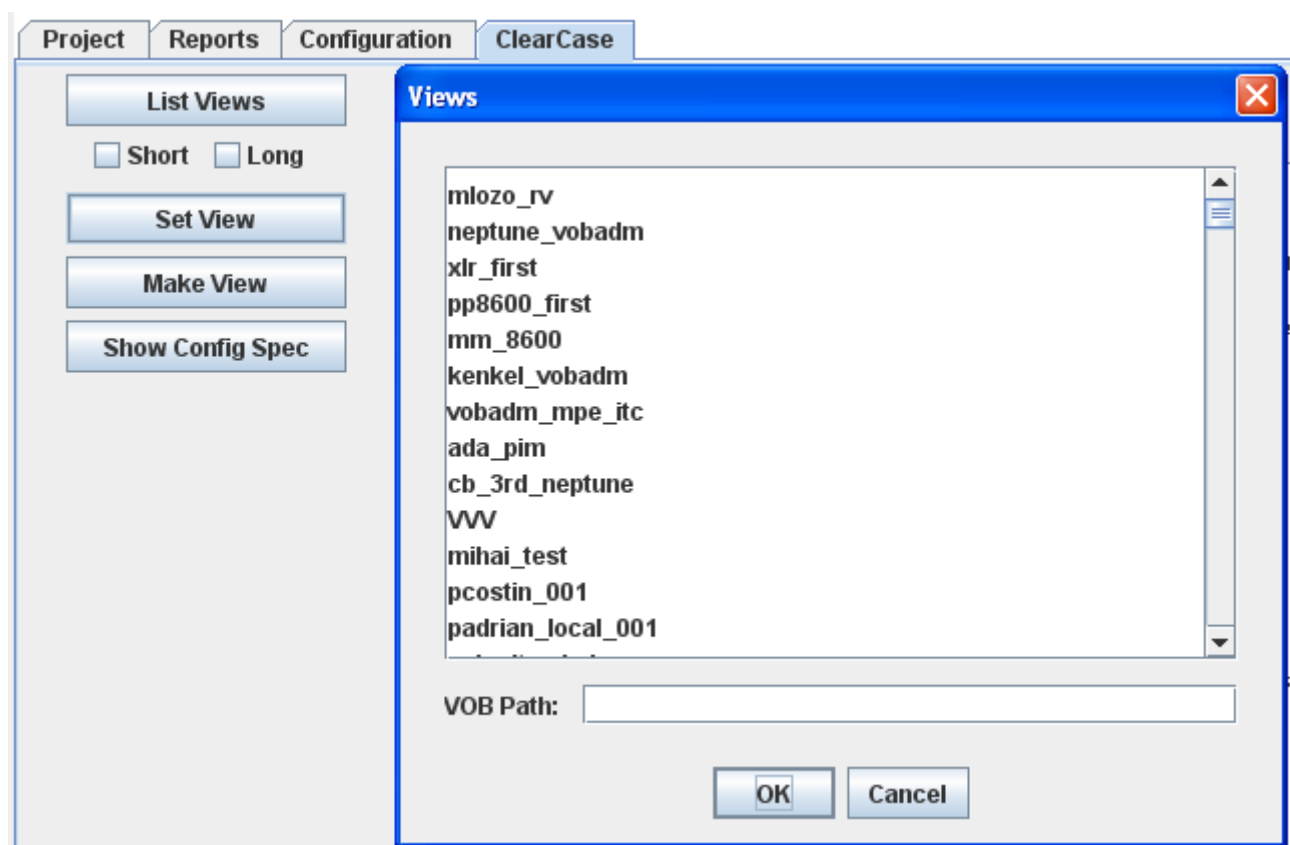 Project Reports Configuration ClearCase
List Views
Short Long
Set View
Make View
Show Config Spec
Views
mlozo_rv
neptune_vobadm
xlr_first
pp8600_first
mm_8600
kenkel_vobadm
vobadm_mpe_itc
ada_pim
cb_3rd_neptune
VVV
mihai_test
pcostin_001
padrian_local_001
VOB Path:
OK Cancel